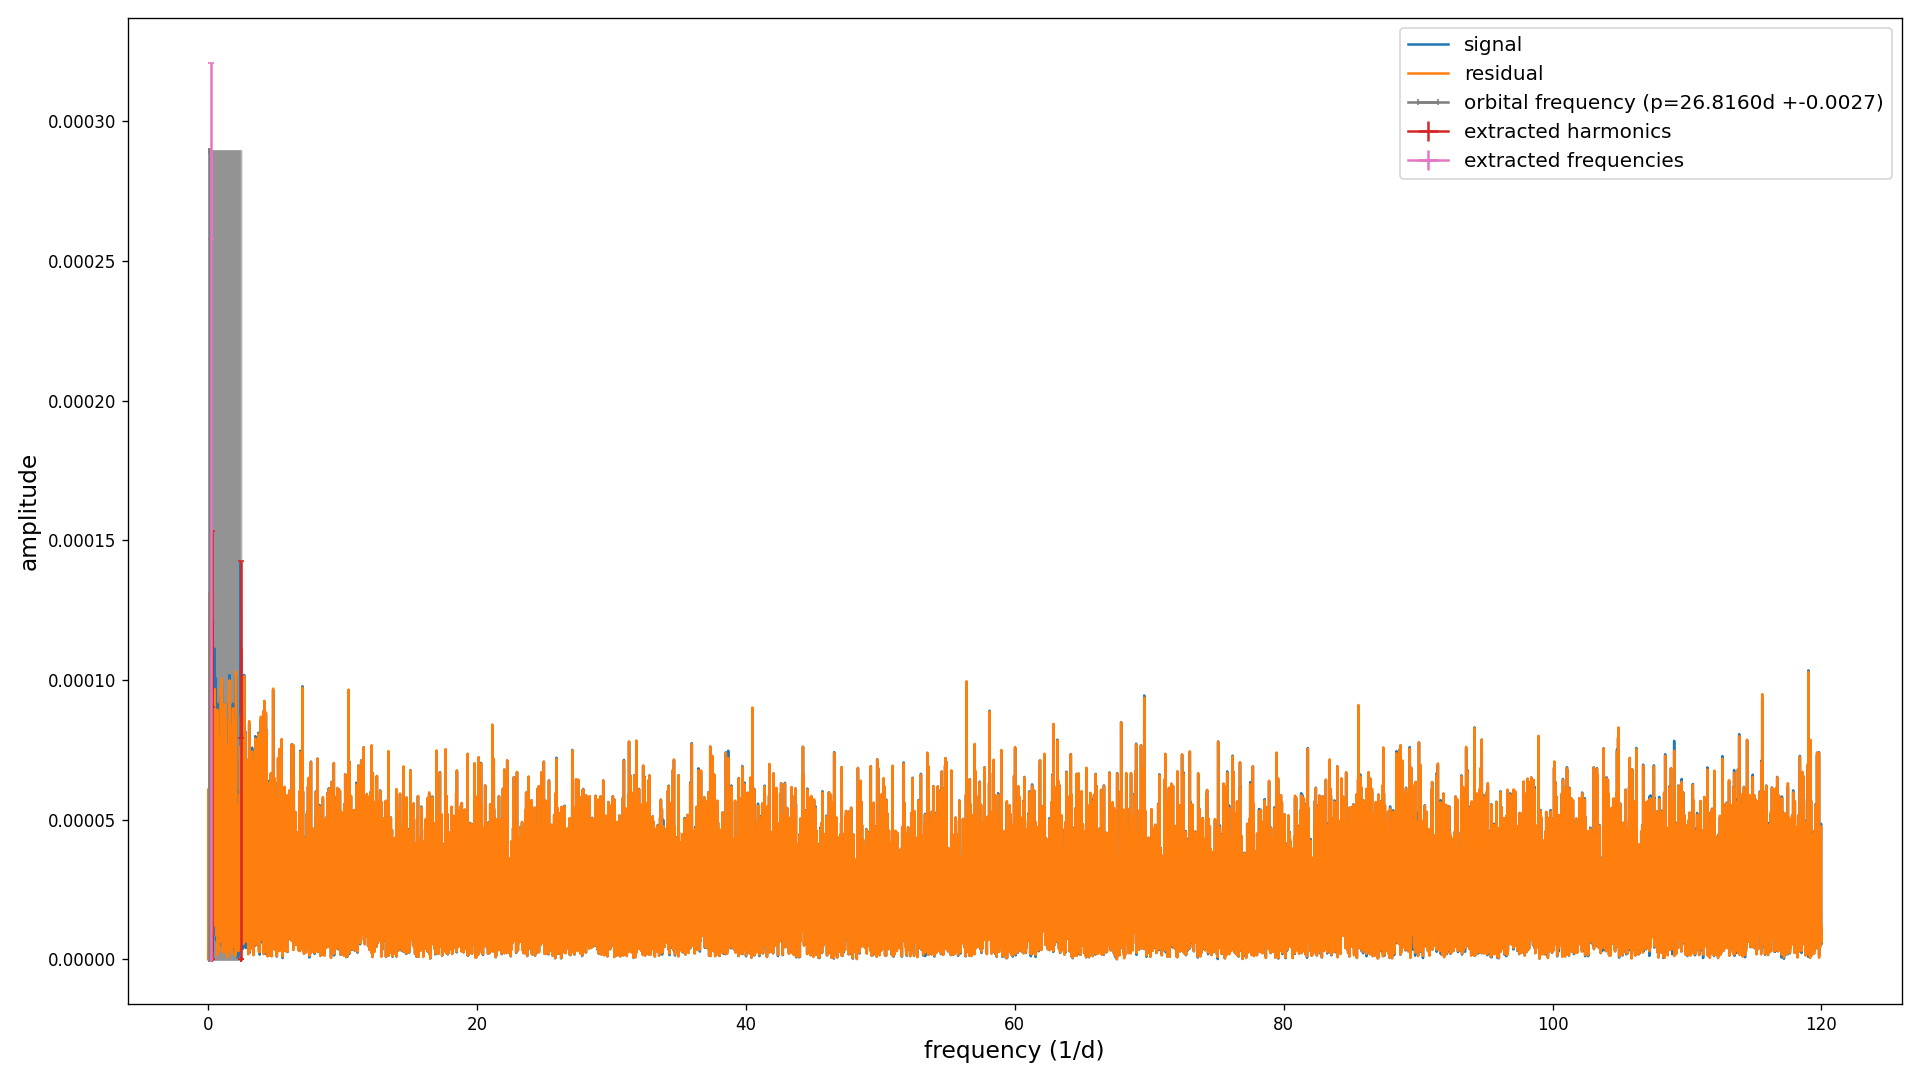 signal
residual
orbital frequency (p=26.8160d +-0.0027)
extracted harmonics
extracted frequencies
amplitude
0.00030
0.00025
0.00020
0.00015
0.00010
0.00005
0.00000
0 20 40 60 80 100 120
frequency (1/d)